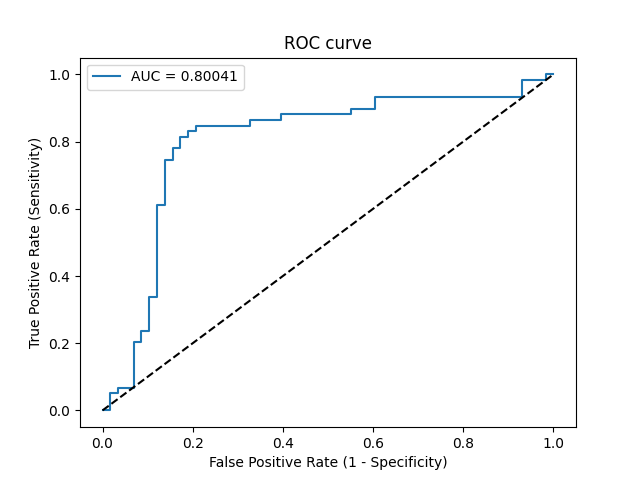 ROC curve
AUC = 0.80041
1.0
0.8
0.6
0.4
0.2
0.0
True Positive Rate (Sensitivity)
0.0 0.2 0.4 0.6 0.8 1.0
False Positive Rate (1 - Specificity)